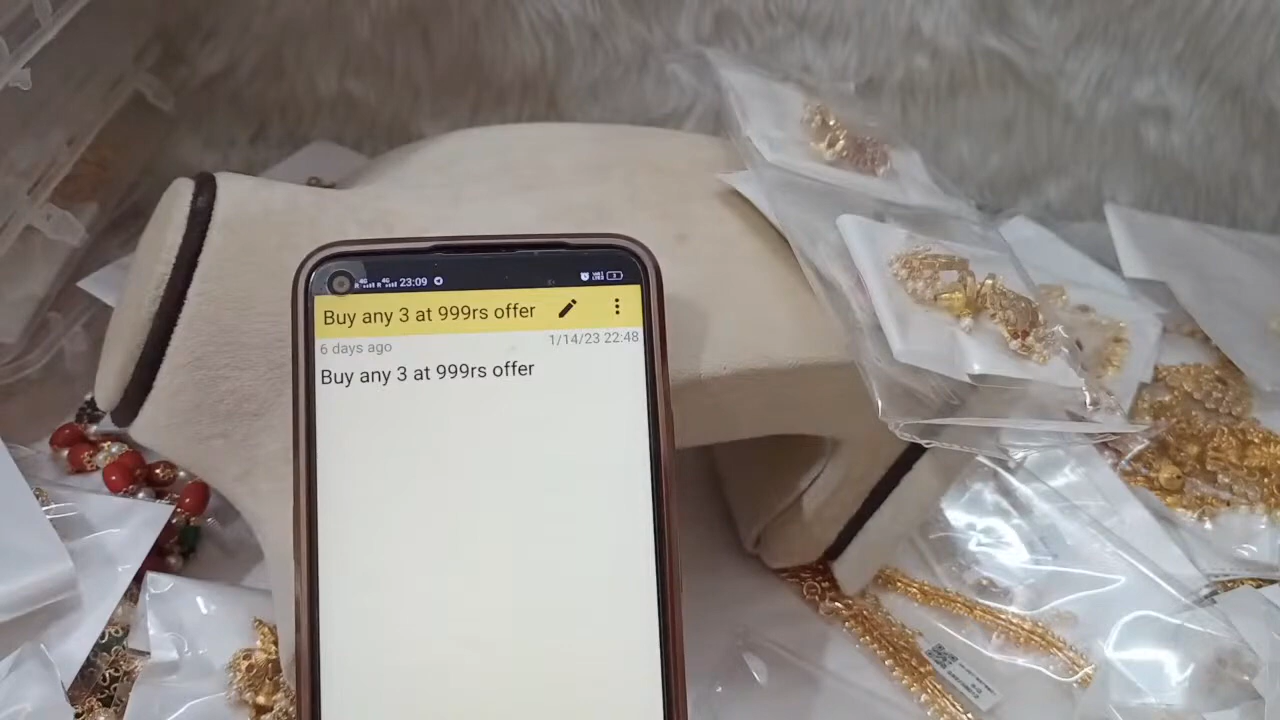 23:09
Buy any 3 at 999rs offer
6 days ago
1/14/23 22:48
Buy any 3 at 999rs offer